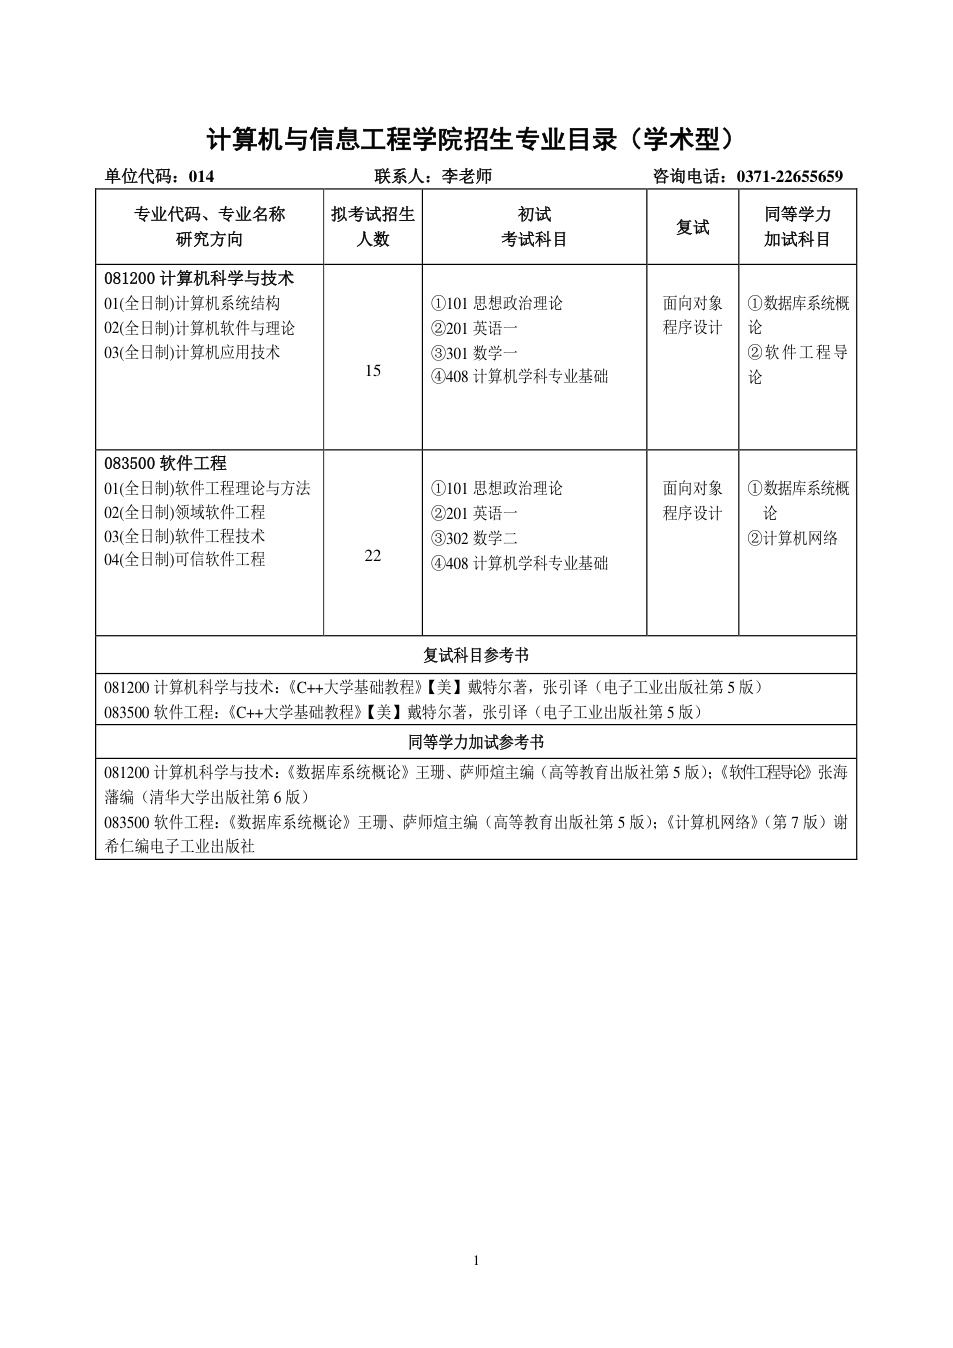 计算机与信息工程学院招生专业目录（学术型）
单位代码：014 联系人：李老师 咨询电话：0371-22655659
专业代码、专业名称
研究方向
拟考试招生
人数
初试
考试科目
复试
同等学力
加试科目
081200 计算机科学与技术
01(全日制)计算机系统结构
02(全日制)计算机软件与理论
03(全日制)计算机应用技术
15
①101 思想政治理论
②201 英语一
③301 数学一
④408 计算机学科专业基础
面向对象
程序设计
①数据库系统概
论
②软件工程导
论
083500 软件工程
01(全日制)软件工程理论与方法
02(全日制)领域软件工程
03(全日制)软件工程技术
04(全日制)可信软件工程
22
①101 思想政治理论
②201 英语一
③302 数学二
④408 计算机学科专业基础
面向对象
程序设计
①数据库系统概
论
②计算机网络
复试科目参考书
081200 计算机科学与技术：《C++大学基础教程》【美】戴特尔著，张引译（电子工业出版社第 5 版）
083500 软件工程：《C++大学基础教程》【美】戴特尔著，张引译（电子工业出版社第 5 版）
同等学力加试参考书
081200 计算机科学与技术：《数据库系统概论》王珊、萨师煊主编（高等教育出版社第 5 版）；《软件工程导论》张海
藩编（清华大学出版社第 6 版）
083500 软件工程：《数据库系统概论》王珊、萨师煊主编（高等教育出版社第 5 版）；《计算机网络》（第 7 版）谢
希仁编电子工业出版社
1